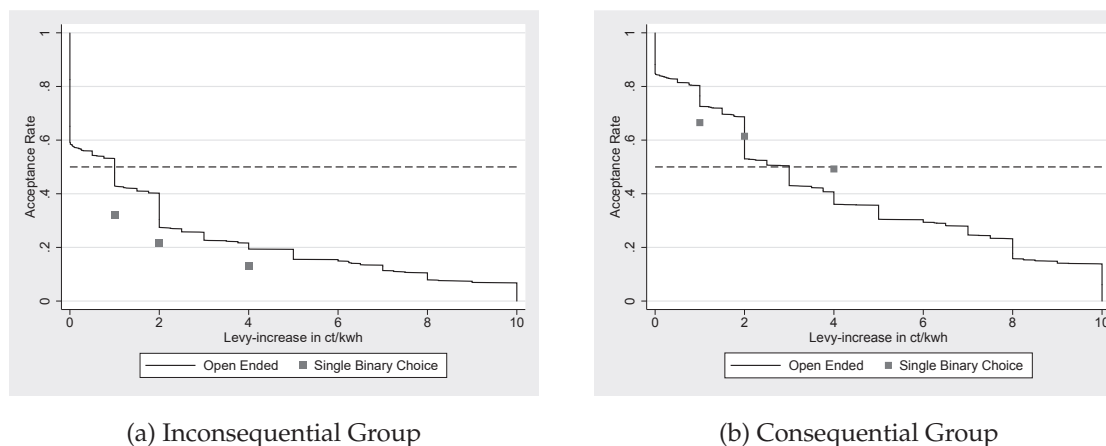 Acceptance Rate
1
.8
.6
.4
.2
0
0 2 4 6 8 10
Levy-increase in ct/kwh
Open Ended Single Binary Choice
(a) Inconsequential Group
Acceptance Rate
1
.8
.6
.4
.2
0
0 2 4 6 8 10
Levy-increase in ct/kwh
Open Ended Single Binary Choice
(b) Consequential Group